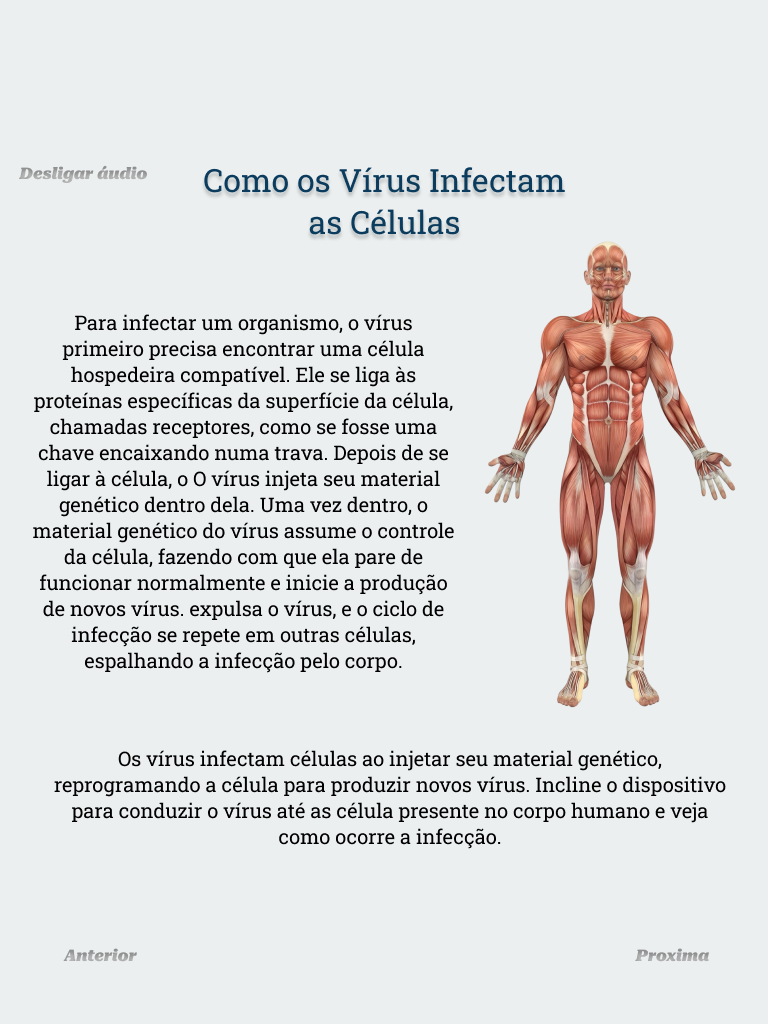 Desligar áudio
Como os Vírus Infectam
as Células
Para infectar um organismo, o vírus
primeiro precisa encontrar uma célula
hospedeira compatível. Ele se liga às
proteínas específicas da superfície da célula,
chamadas receptores, como se fosse uma
chave encaixando numa trava. Depois de se
ligar à célula, o O vírus injeta seu material
genético dentro dela. Uma vez dentro, o
material genético do vírus assume o controle
da célula, fazendo com que ela pare de
funcionar normalmente e inicie a produção
de novos vírus. expulsa o vírus, e o ciclo de
infecção se repete em outras células,
espalhando a infecção pelo corpo.
Os vírus infectam células ao injetar seu material genético,
reprogramando a célula para produzir novos vírus. Incline o dispositivo
para conduzir o vírus até as célula presente no corpo humano e veja
como ocorre a infecção.
Anterior
Proxima